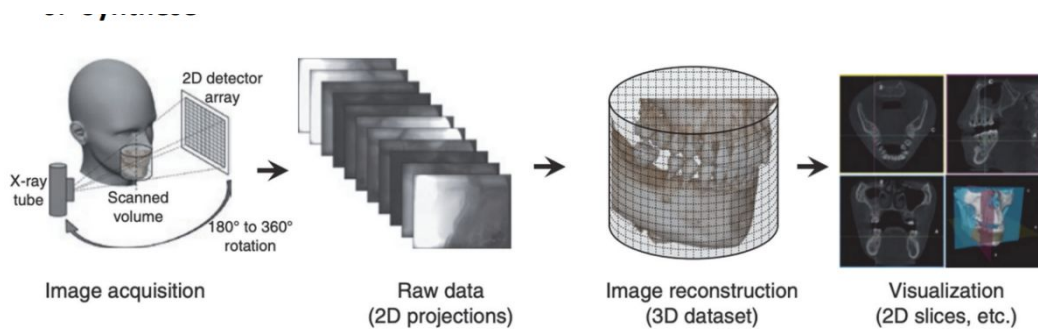 2D detector
array
X-ray
tube
Scanned
volume
180° to 360°
rotation
Image acquisition
Raw data
(2D projections)
Image reconstruction
(3D dataset)
Visualization
(2D slices, etc.)